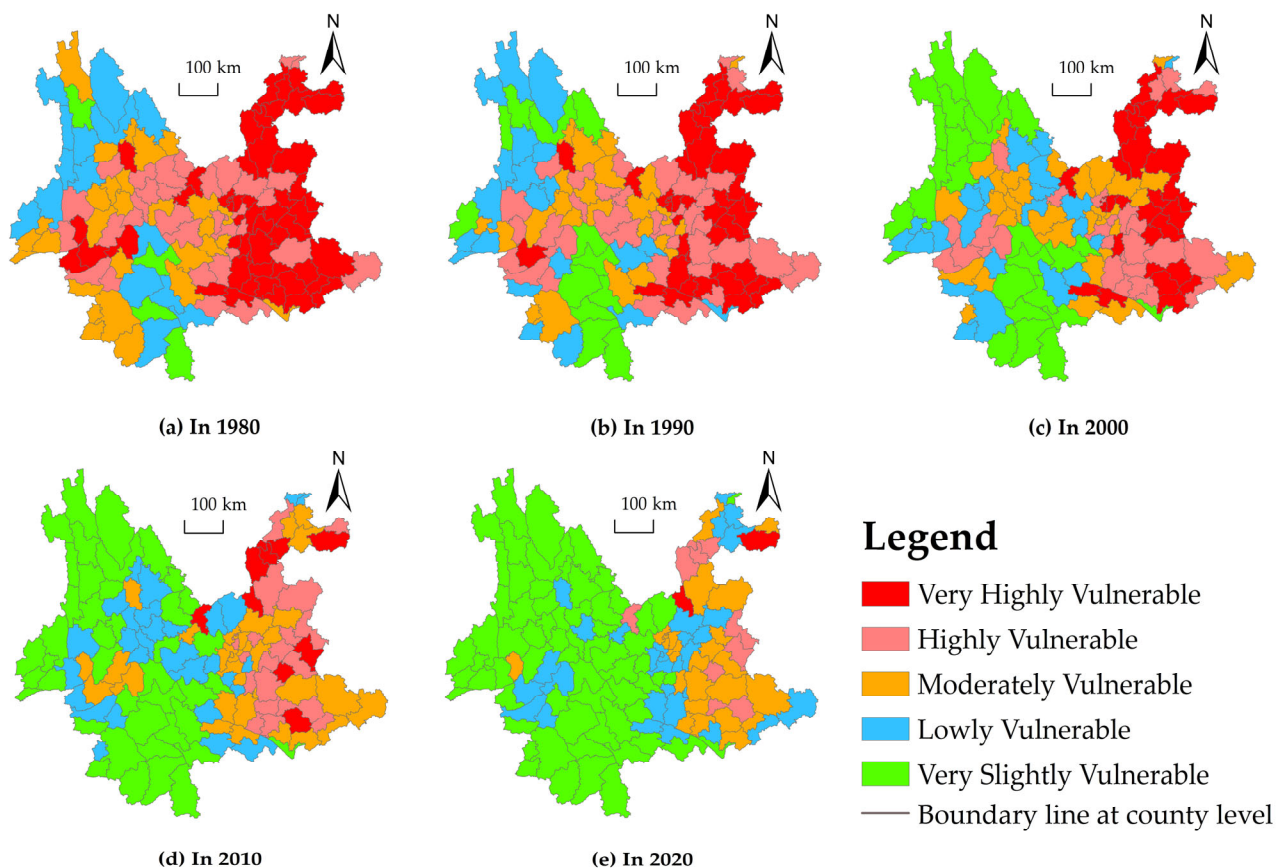 N
100 km
N
100 km
N
100 km
(a) In 1980
(b) In 1990
(c) In 2000
N
100 km
N
100 km
(d) In 2010
(e) In 2020
Legend
Very Highly Vulnerable
Highly Vulnerable
Moderately Vulnerable
Lowly Vulnerable
Very Slightly Vulnerable
Boundary line at county level